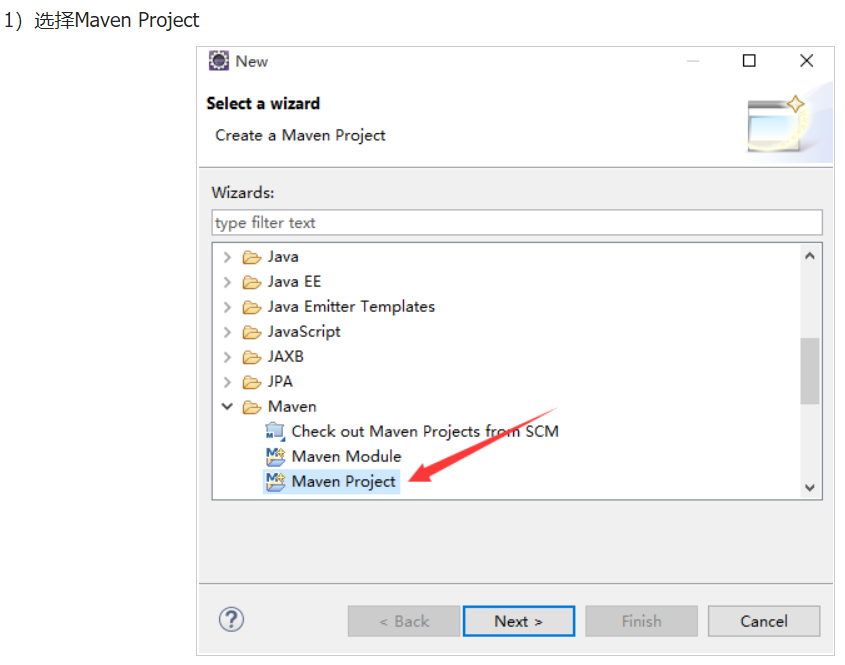 1）选择Maven Project
New
Select a wizard
Create a Maven Project
Wizards:
type filter text
Java
Java EE
Java Emitter Templates
JavaScript
JAXB
JPA
Maven
Check out Maven Projects from SCM
Maven Module
Maven Project
? < Back Next > Finish Cancel